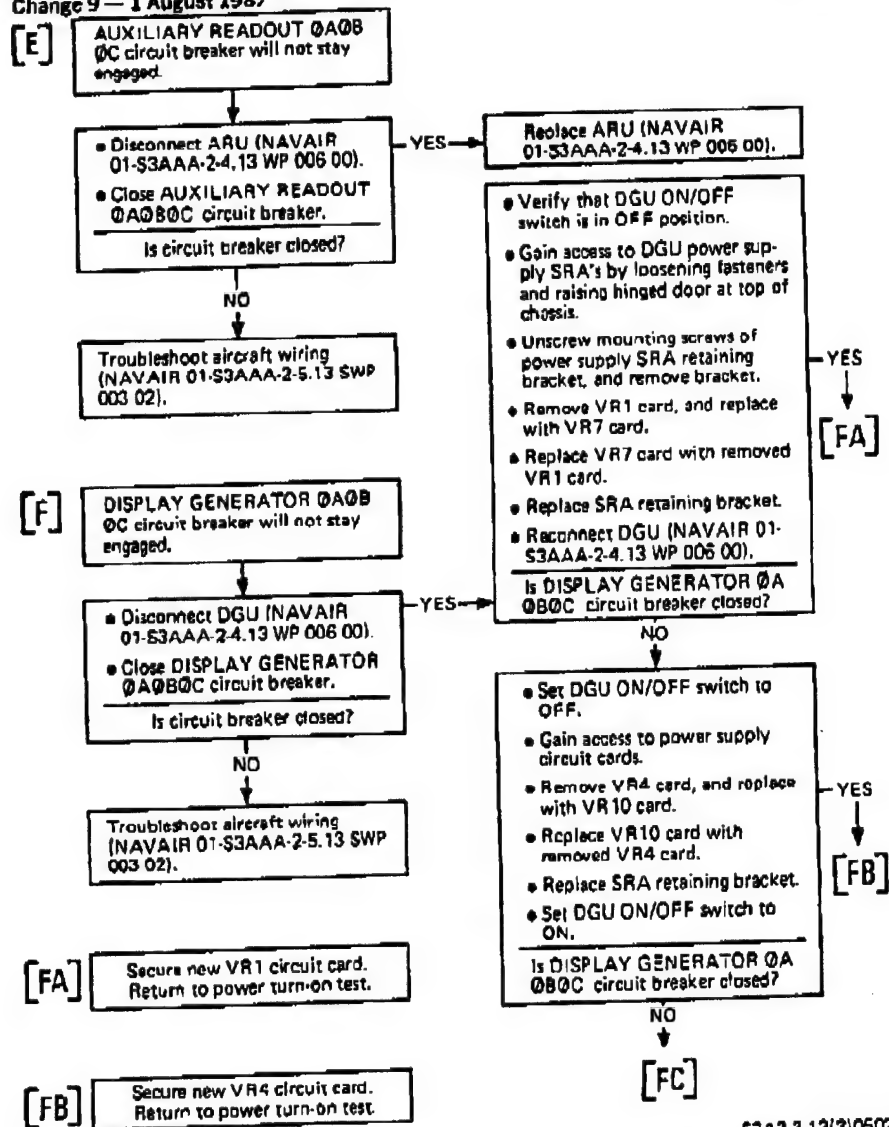 Change 9 — 1 August 1987
[E]
AUXILIARY READOUT ØAØB
ØC circuit breaker will not stay
engaged.
• Disconnect ARU (NAVAIR
01-S3AAA-2-4.13 WP 006 00).
• Close AUXILIARY READOUT
ØAØBØC circuit breaker.
Is circuit breaker closed?
YES
Replace ARU (NAVAIR
01-S3AAA-2-4.13 WP 006 00).
NO
Troubleshoot aircraft wiring
(NAVAIR 01-S3AAA-2-5.13 SWP
003 02).
[F]
DISPLAY GENERATOR ØAØB
ØC circuit breaker will not stay
engaged.
• Disconnect DGU (NAVAIR
01-S3AAA-2-4.13 WP 006 00).
• Close DISPLAY GENERATOR
ØAØBØC circuit breaker.
Is circuit breaker closed?
YES
NO
Troubleshoot aircraft wiring
(NAVAIR 01-S3AAA-2-5.13 SWP
003 02).
• Verify that DGU ON/OFF
switch is in OFF position.
• Gain access to DGU power sup-
ply SRA's by loosening fasteners
and raising hinged door at top of
chassis.
• Unscrew mounting screws of
power supply SRA retaining
bracket, and remove bracket.
• Remove VR1 card, and replace
with VR7 card.
• Replace VR7 card with removed
VR1 card.
• Replace SRA retaining bracket.
• Reconnect DGU (NAVAIR 01-
S3AAA-2-4.13 WP 006 00).
Is DISPLAY GENERATOR ØA
ØBØC circuit breaker closed?
YES
[FA]
NO
• Set DGU ON/OFF switch to
OFF.
• Gain access to power supply
circuit cards.
• Remove VR4 card, and replace
with VR10 card.
• Replace VR10 card with
removed VR4 card.
• Replace SRA retaining bracket.
• Set DGU ON/OFF switch to
ON.
Is DISPLAY GENERATOR ØA
ØBØC circuit breaker closed?
YES
[FB]
NO
[FC]
[FA]
Secure new VR1 circuit card.
Return to power turn-on test.
[FB]
Secure new VR4 circuit card.
Return to power turn-on test.